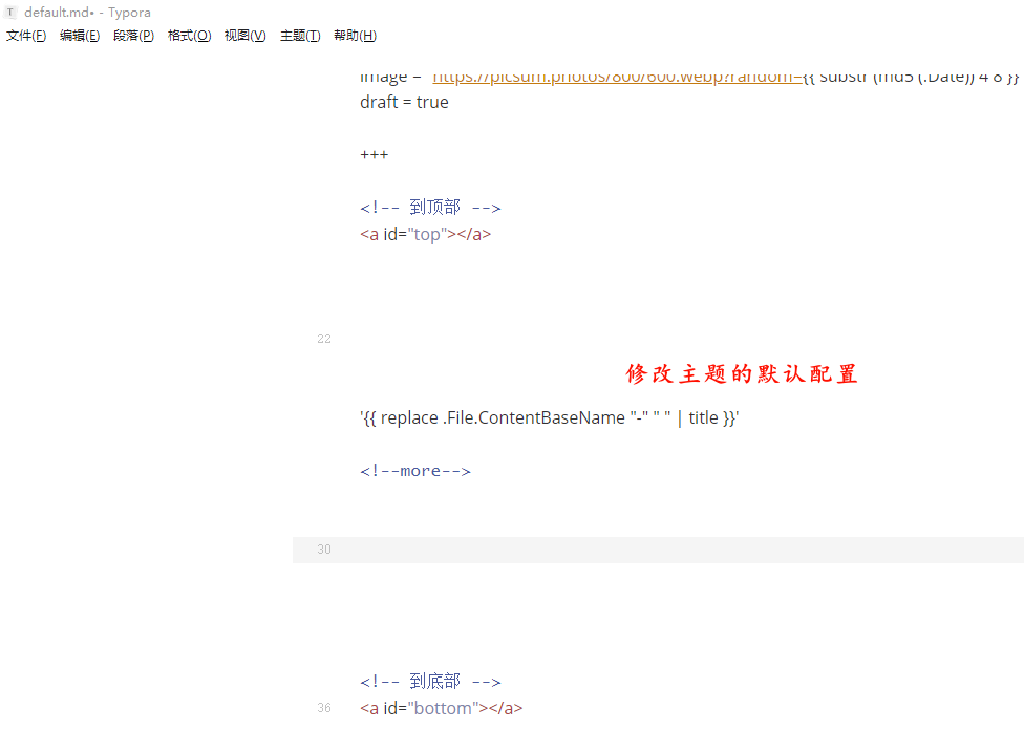 T default.md• - Typora
文件(F) 编辑(E) 段落(P) 格式(O) 视图(V) 主题(T) 帮助(H)
image = "https://picsum.photos/800/600.webp?random={{ substr (md5 (.Date)) 4 8 }}
draft = true
+++
<!-- 到顶部 -->
<a id="top"></a>
22
修改主题的默认配置
'{{ replace .File.ContentBaseName "-" " " | title }}'
<!--more-->
30
<!-- 到底部 -->
36 <a id="bottom"></a>